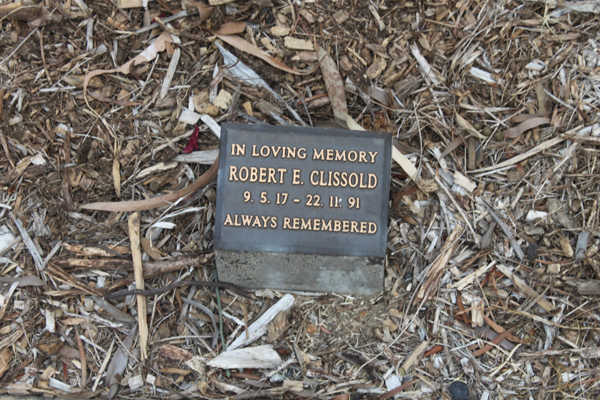 IN LOVING MEMORY
ROBERT E. CLISSOLD
9. 5. 17 - 22. 11. 91
ALWAYS REMEMBERED